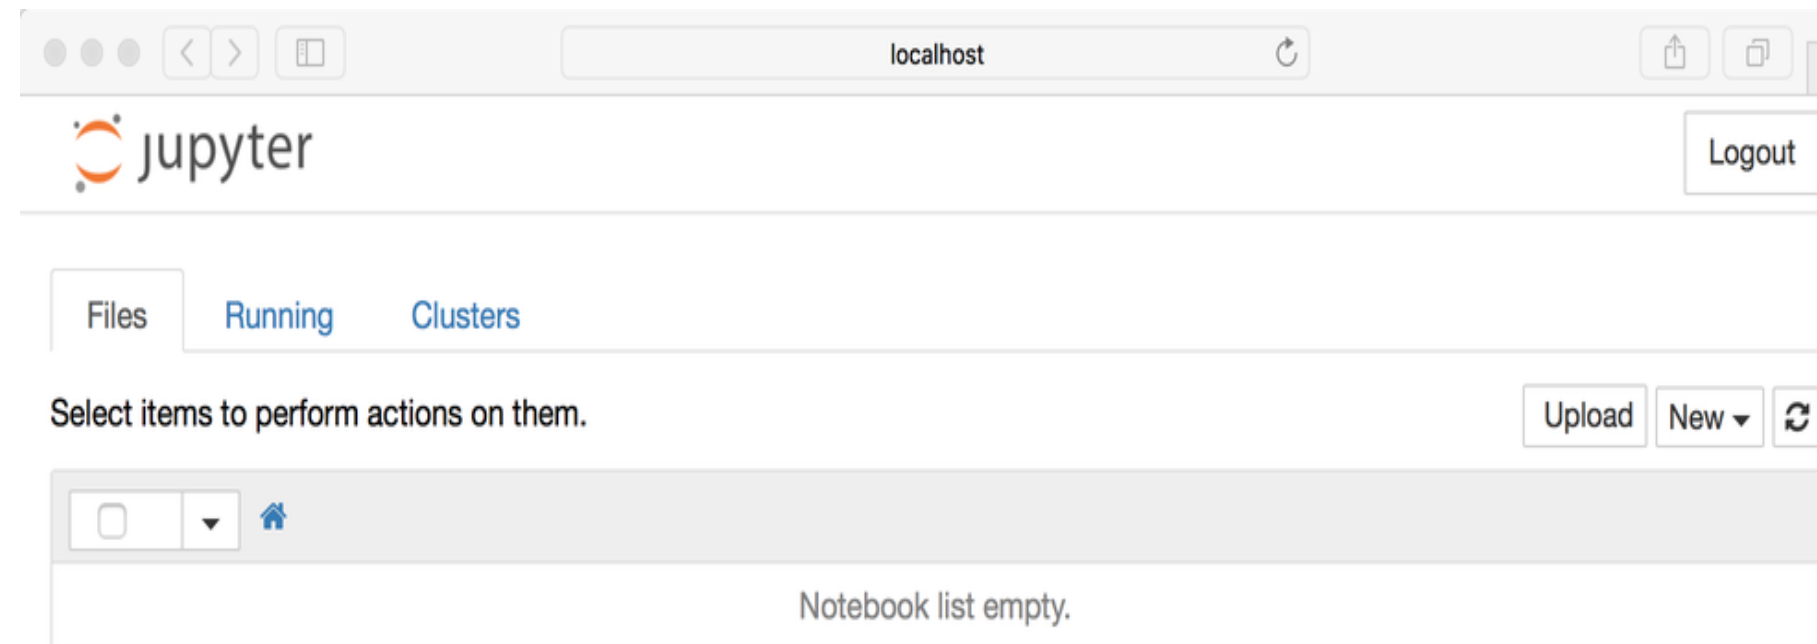 localhost
jupyter
Logout
Files Running Clusters
Select items to perform actions on them.
Upload New
Notebook list empty.